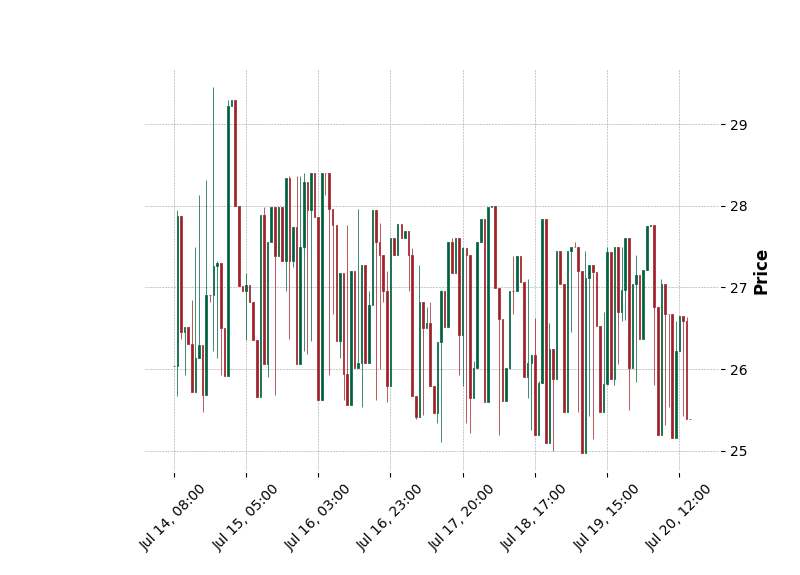 29
28
27
26
25
Price
Jul 14, 08:00
Jul 15, 05:00
Jul 16, 03:00
Jul 16, 23:00
Jul 17, 20:00
Jul 18, 17:00
Jul 19, 15:00
Jul 20, 12:00